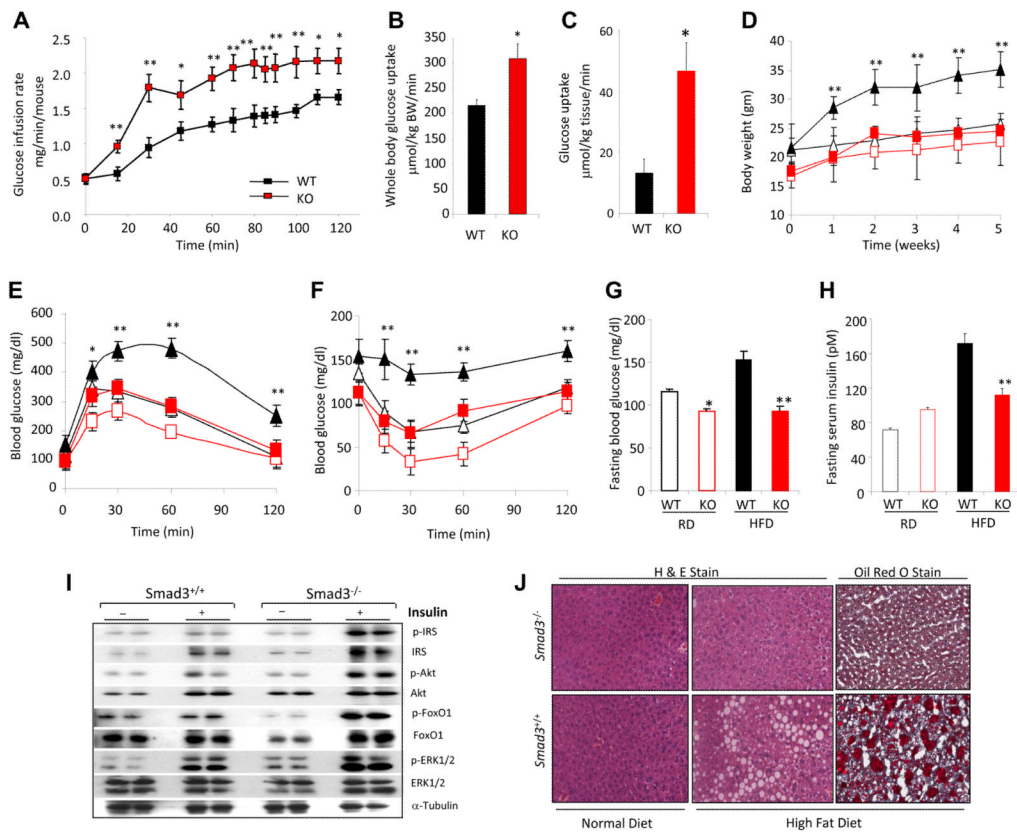 A
Glucose infusion rate
mg/min/mouse
2.5
2.0
1.5
1.0
0.5
0.0
**
**
*
**
**
**
**
**
**
*
*
WT
KO
0
20
40
60
80
100
120
Time (min)
B
Whole body glucose uptake
µmol/kg BW/min
350
300
250
200
150
100
50
0
*
WT
KO
C
Glucose uptake
µmol/kg tissue/min
60
40
20
0
*
WT
KO
D
Body weight (gm)
40
35
30
25
20
15
10
**
**
**
**
**
0
1
2
3
4
5
Time (weeks)
E
Blood glucose (mg/dl)
600
500
400
300
200
100
0
*
**
**
**
0
30
60
90
120
Time (min)
F
Blood glucose (mg/dl)
200
150
100
50
0
**
**
**
**
0
30
60
90
120
Time (min)
G
Fasting blood glucose (mg/dl)
200
150
100
50
0
*
**
WT KO WT KO
RD
HFD
H
Fasting serum insulin (pM)
200
160
120
80
40
0
**
WT KO WT KO
RD
HFD
I
Smad3+/+
Smad3-/-
– + – + Insulin
p-IRS
IRS
p-Akt
Akt
p-FoxO1
FoxO1
p-ERK1/2
ERK1/2
α-Tubulin
J
H & E Stain
Oil Red O Stain
Smad3-/-
Smad3+/+
Normal Diet
High Fat Diet